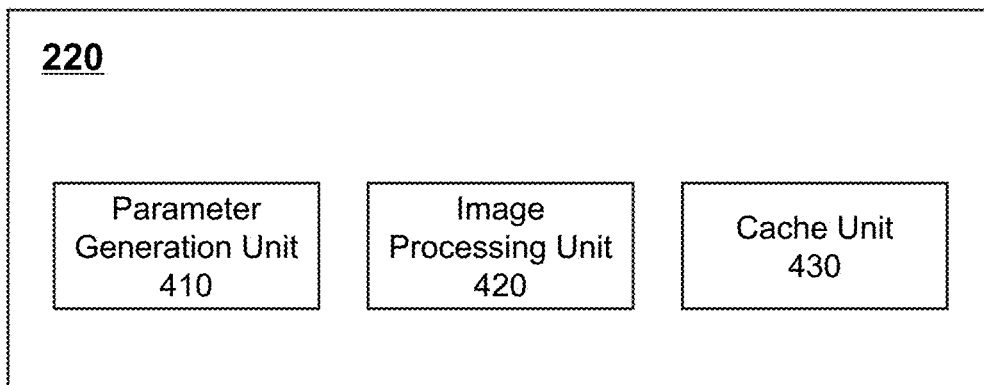 220
Parameter
Generation Unit
410
Image
Processing Unit
420
Cache Unit
430